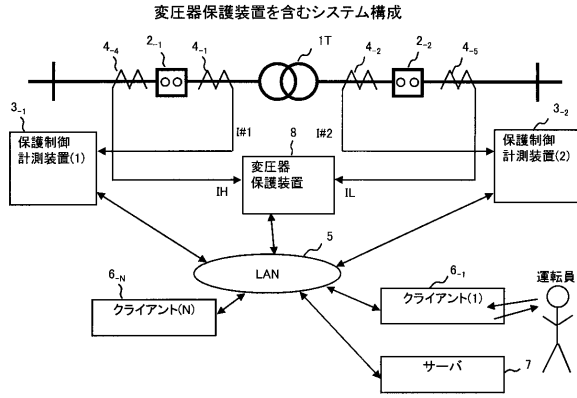 変圧器保護装置を含むシステム構成
4-4
2-1
4-1
1T
4-2
2-2
4-5
3-1
保護制御
計測装置(1)
I#1
8
変圧器
保護装置
I#2
3-2
保護制御
計測装置(2)
IH
IL
5
LAN
6-N
クライアント(N)
6-1
クライアント(1)
運転員
サーバ
7